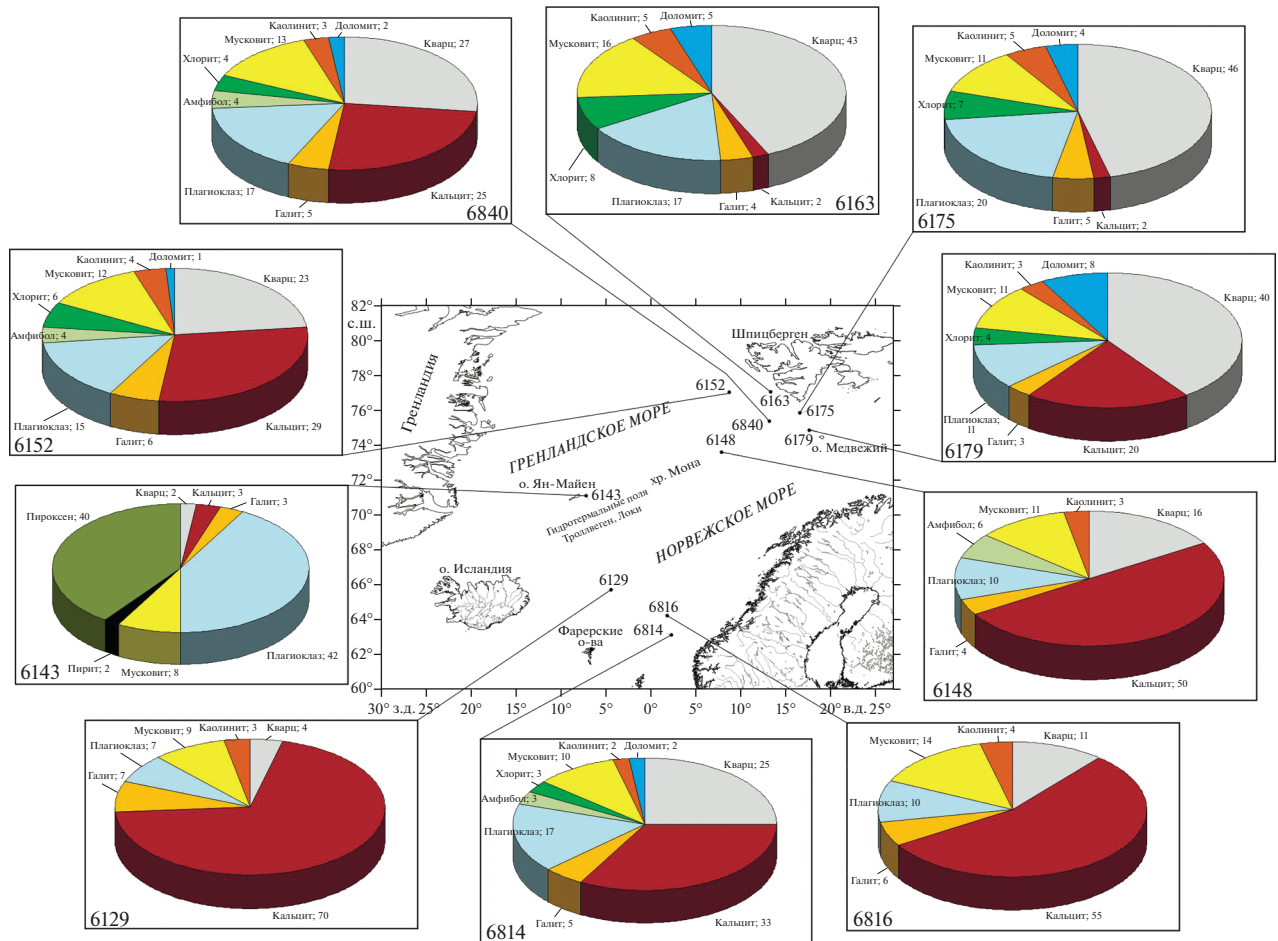 Каолинит; 3
Доломит; 2
Мусковит; 13
Кварц; 27
Хлорит; 4
Амфибол; 4
Плагиоклаз; 17
Кальцит; 25
Галит; 5
6840
Каолинит; 5
Доломит; 5
Мусковит; 16
Кварц; 43
Хлорит; 8
Плагиоклаз; 17
Галит; 4
Кальцит; 2
6163
Каолинит; 5
Доломит; 4
Мусковит; 11
Кварц; 46
Хлорит; 7
Плагиоклаз; 20
Галит; 5
Кальцит; 2
6175
Каолинит; 4
Доломит; 1
Мусковит; 12
Кварц; 23
Хлорит; 6
Амфибол; 4
Плагиоклаз; 15
Галит; 6
Кальцит; 29
6152
Каолинит; 3
Доломит; 8
Мусковит; 11
Кварц; 40
Хлорит; 4
Плагиоклаз; 11
Галит; 3
Кальцит; 20
6179
82°
с.ш.
80°
78°
76°
74°
72°
70°
68°
66°
64°
62°
60°
30° з.д.
25°
20°
15°
10°
5°
0°
5°
10°
15°
20°
в.д.
25°
Гренландия
Шпицберген
ГРЕНЛАНДСКОЕ МОРЕ
6152
6163
6175
6840
6148
6179
о. Медвежий
хр. Мона
о. Ян-Майен
6143
Гидротермальные поля
Троллвеген, Локи
НОРВЕЖСКОЕ МОРЕ
о. Исландия
6129
6816
6814
Фарерские
о-ва
Кварц; 2
Кальцит; 3
Галит; 3
Пироксен; 40
Плагиоклаз; 42
Пирит; 2
Мусковит; 8
6143
Каолинит; 3
Мусковит; 11
Кварц; 16
Амфибол; 6
Плагиоклаз; 10
Галит; 4
Кальцит; 50
6148
Мусковит; 9
Каолинит; 3
Кварц; 4
Плагиоклаз; 7
Галит; 7
Кальцит; 70
6129
Каолинит; 2
Доломит; 2
Мусковит; 10
Кварц; 25
Хлорит; 3
Амфибол; 3
Плагиоклаз; 17
Галит; 5
Кальцит; 33
6814
Каолинит; 4
Мусковит; 14
Кварц; 11
Плагиоклаз; 10
Галит; 6
Кальцит; 55
6816